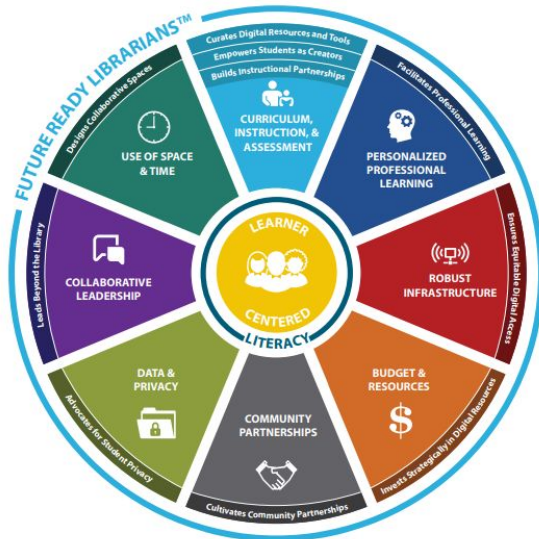 FUTURE READY LIBRARIANS™
Curates Digital Resources and Tools
Empowers Students as Creators
Builds Instructional Partnerships
CURRICULUM,
INSTRUCTION, &
ASSESSMENT
Facilitates Professional Learning
PERSONALIZED
PROFESSIONAL
LEARNING
Ensures Equitable Digital Access
ROBUST
INFRASTRUCTURE
Invests Strategically in Digital Resources
BUDGET &
RESOURCES
$
COMMUNITY
PARTNERSHIPS
Cultivates Community Partnerships
DATA &
PRIVACY
Advocates for Student Privacy
COLLABORATIVE
LEADERSHIP
Leads Beyond the Library
USE OF SPACE
& TIME
Designs Collaborative Spaces
LEARNER
CENTERED
LITERACY